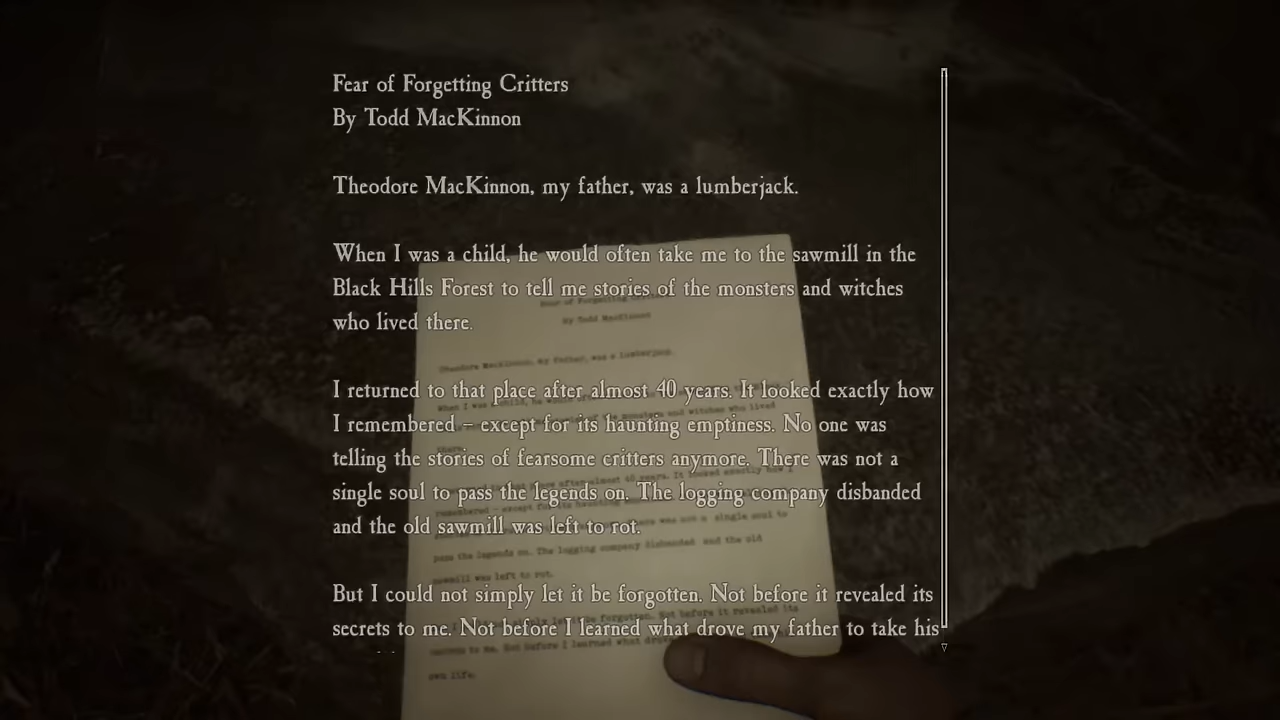 Fear of Forgetting Critters
By Todd MacKinnon
Theodore MacKinnon, my father, was a lumberjack.
When I was a child, he would often take me to the sawmill in the
Black Hills Forest to tell me stories of the monsters and witches
who lived there.
I returned to that place after almost 40 years. It looked exactly how
I remembered – except for its haunting emptiness. No one was
telling the stories of fearsome critters anymore. There was not a
single soul to pass the legends on. The logging company disbanded
and the old sawmill was left to rot.
But I could not simply let it be forgotten. Not before it revealed its
secrets to me. Not before I learned what drove my father to take his
own life.